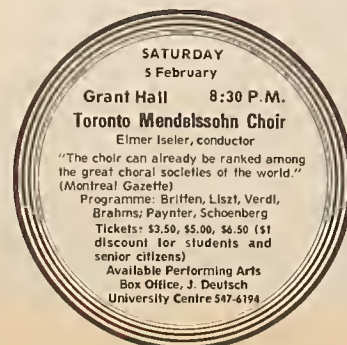 SATURDAY
5 February
Grant Hall 8:30 P.M.
Toronto Mendelssohn Choir
Elmer Iseler, conductor
"The choir can already be ranked among
the great choral societies of the world."
(Montreal Gazette)
Programme: Britten, Liszt, Verdi,
Brahms; Paynter, Schoenberg
Tickets: $3.50, $5.00, $6.50 ($1
discount for students and
senior citizens)
Available Performing Arts
Box Office, J. Deutsch
University Centre 547-6194